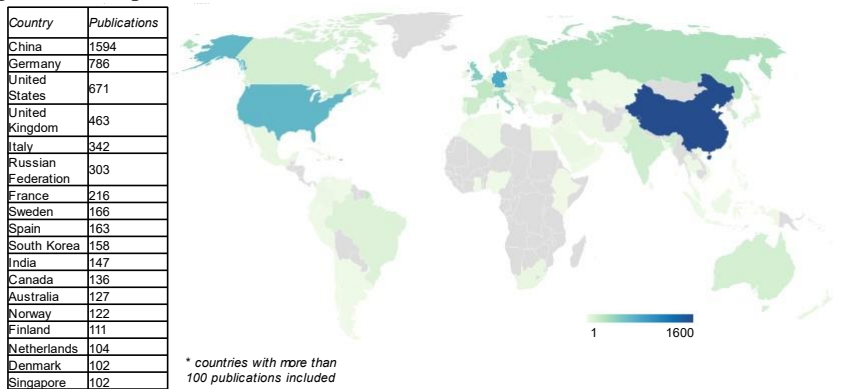 Country Publications
China 1594
Germany 786
United
States 671
United
Kingdom 463
Italy 342
Russian
Federation 303
France 216
Sweden 166
Spain 163
South Korea 158
India 147
Canada 136
Australia 127
Norway 122
Finland 111
Netherlands 104
Denmark 102
Singapore 102
1 1600
* countries with more than
100 publications included